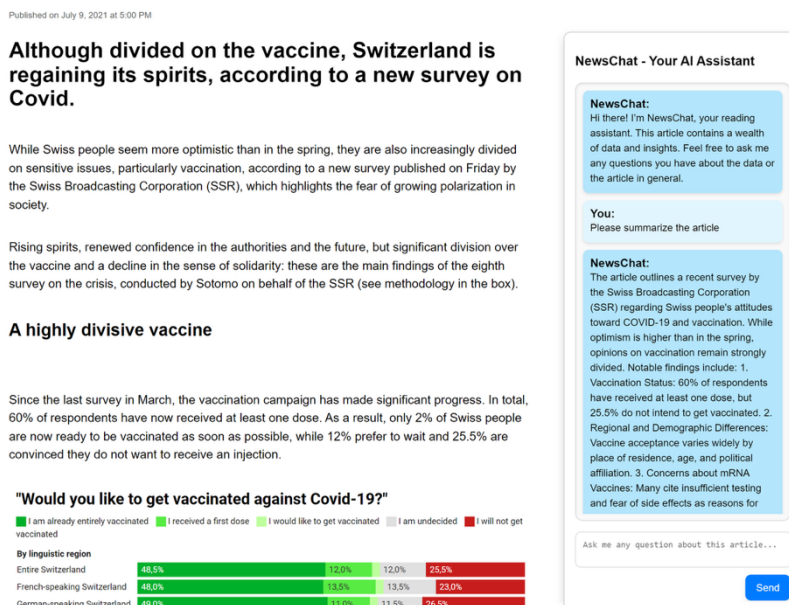 Published on July 9, 2021 at 5:00 PM
Although divided on the vaccine, Switzerland is
regaining its spirits, according to a new survey on
Covid.
While Swiss people seem more optimistic than in the spring, they are also increasingly divided
on sensitive issues, particularly vaccination, according to a new survey published on Friday by
the Swiss Broadcasting Corporation (SSR), which highlights the fear of growing polarization in
society.
Rising spirits, renewed confidence in the authorities and the future, but significant division over
the vaccine and a decline in the sense of solidarity: these are the main findings of the eighth
survey on the crisis, conducted by Sotomo on behalf of the SSR (see methodology in the box).
A highly divisive vaccine
Since the last survey in March, the vaccination campaign has made significant progress. In total,
60% of respondents have now received at least one dose. As a result, only 2% of Swiss people
are now ready to be vaccinated as soon as possible, while 12% prefer to wait and 25.5% are
convinced they do not want to receive an injection.
"Would you like to get vaccinated against Covid-19?"
I am already entirely vaccinated I received a first dose I would like to get vaccinated I am undecided I will not get
vaccinated
By linguistic region
Entire Switzerland 48,5% 12,0% 12,0% 25,5%
French-speaking Switzerland 48,0% 13,5% 13,5% 23,0%
German-speaking Switzerland 49,0% 11,0% 11,5% 26,5%
NewsChat - Your AI Assistant
NewsChat:
Hi there! I'm NewsChat, your reading
assistant. This article contains a wealth
of data and insights. Feel free to ask me
any questions you have about the data or
the article in general.
You:
Please summarize the article
NewsChat:
The article outlines a recent survey by
the Swiss Broadcasting Corporation
(SSR) regarding Swiss people's attitudes
toward COVID-19 and vaccination. While
optimism is higher than in the spring,
opinions on vaccination remain strongly
divided. Notable findings include: 1.
Vaccination Status: 60% of respondents
have received at least one dose, but
25.5% do not intend to get vaccinated. 2.
Regional and Demographic Differences:
Vaccine acceptance varies widely by
place of residence, age, and political
affiliation. 3. Concerns about mRNA
Vaccines: Many cite insufficient testing
and fear of side effects as reasons for
Ask me any question about this article...
Send